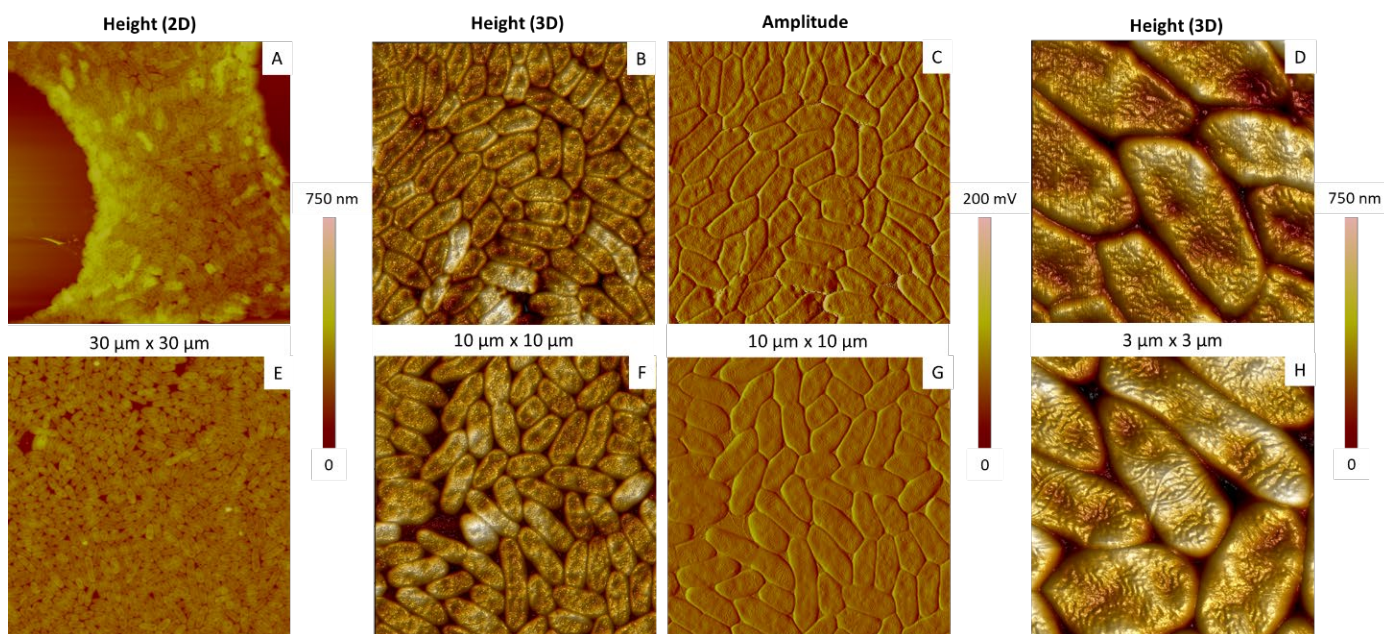 Height (2D)
Height (3D)
Amplitude
Height (3D)
A
B
C
D
750 nm
200 mV
750 nm
0
0
0
30 µm x 30 µm
10 µm x 10 µm
10 µm x 10 µm
3 µm x 3 µm
E
F
G
H